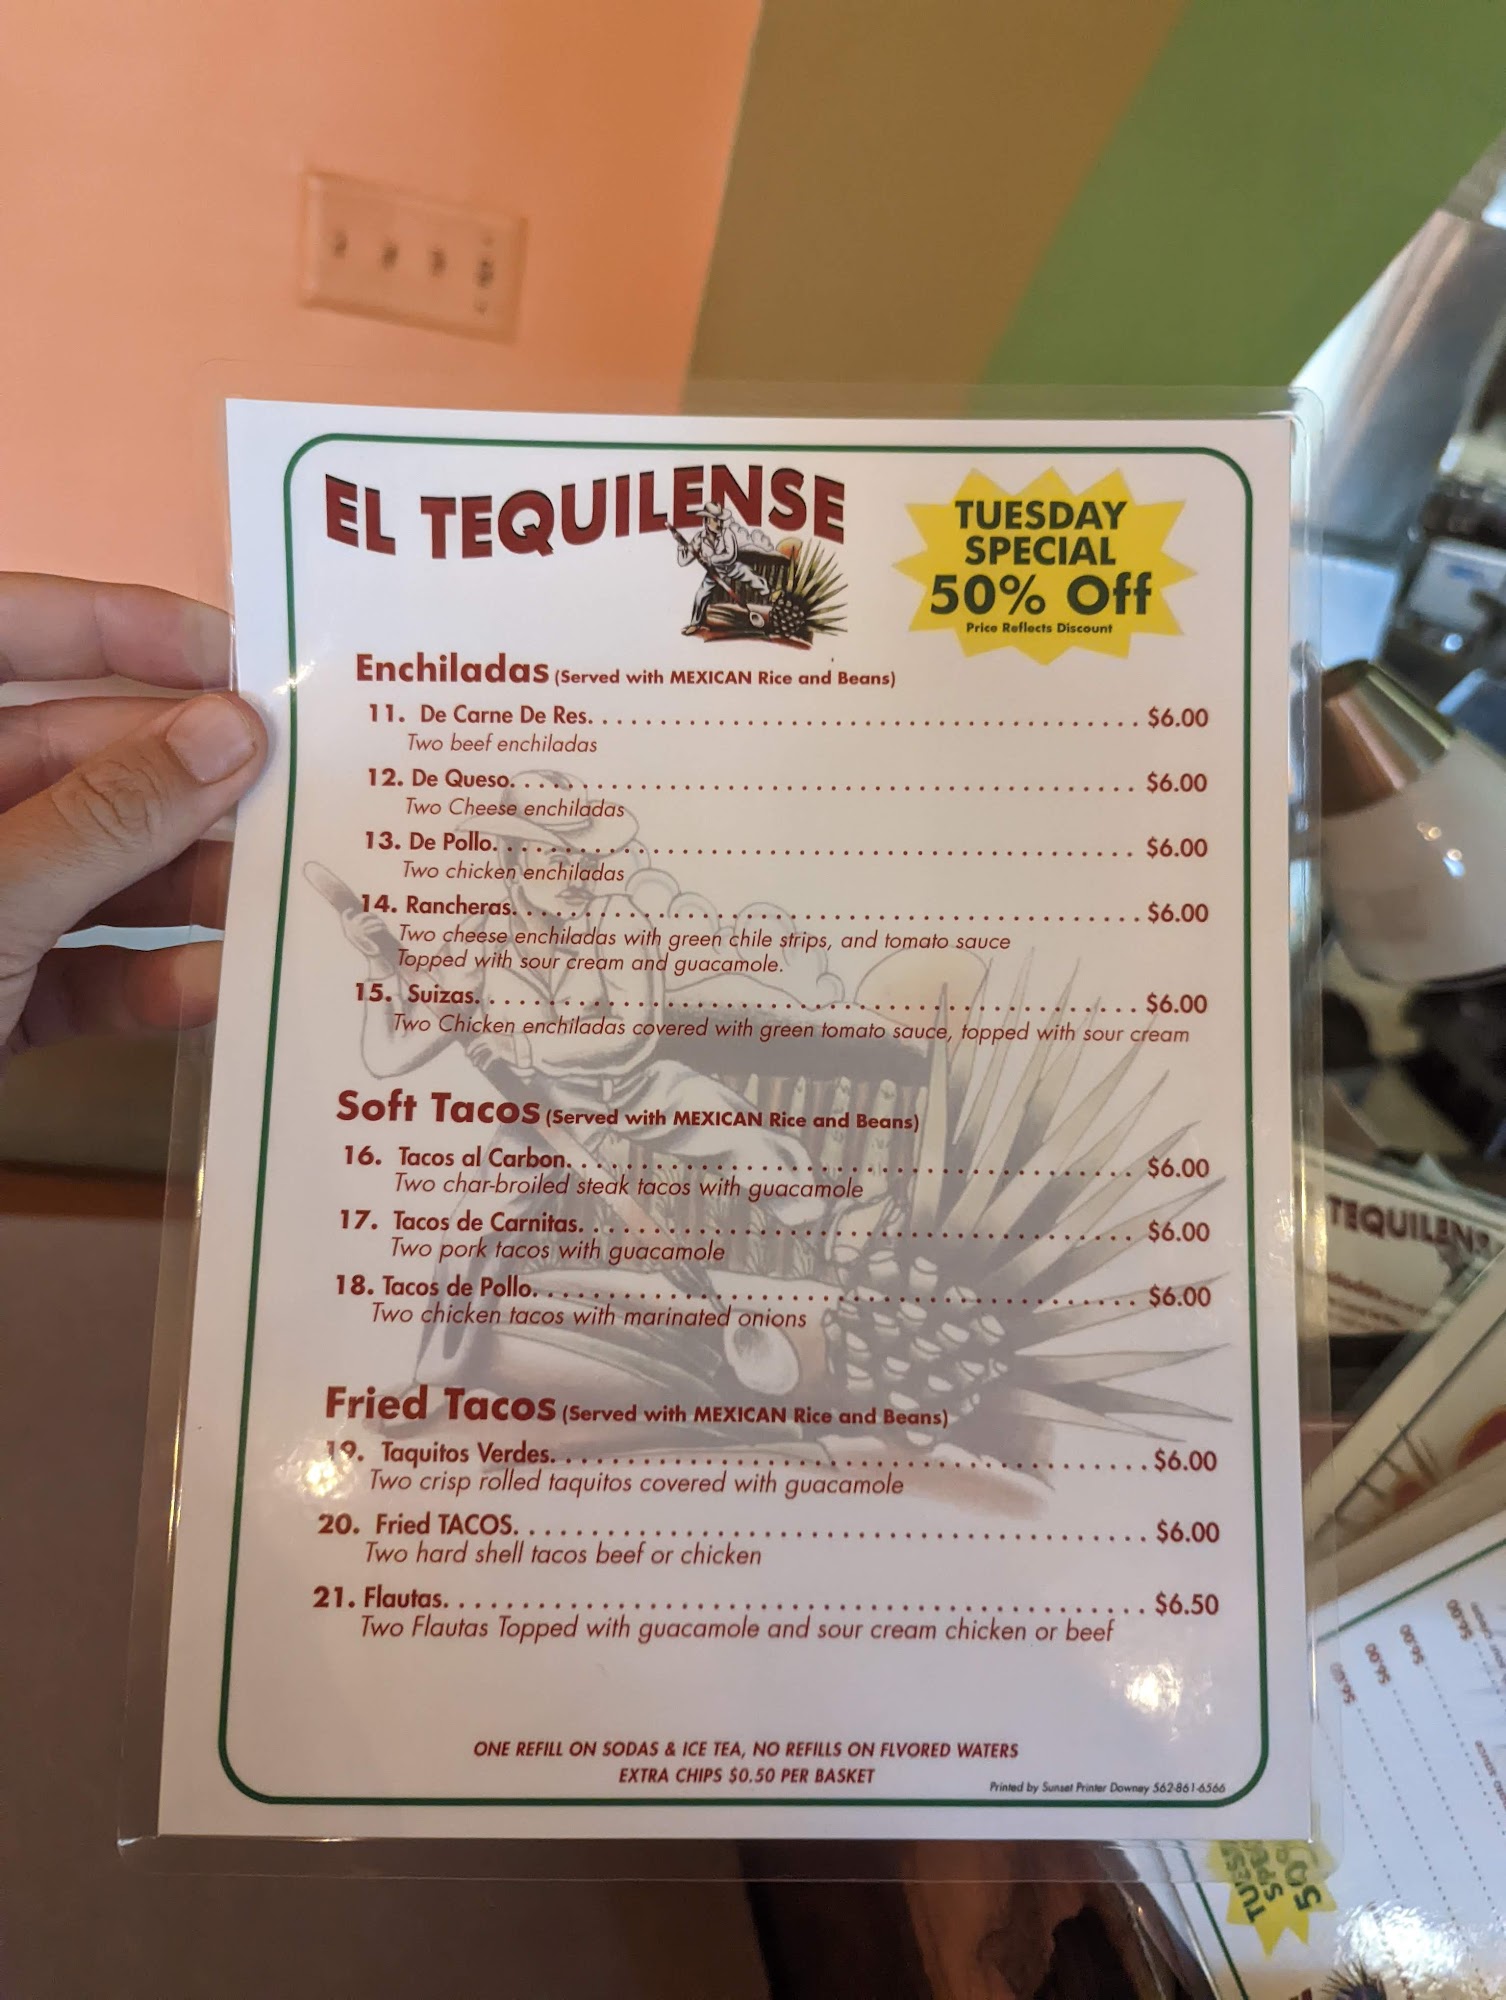 EL TEQUILENSE
TUESDAY
SPECIAL
50% Off
Price Reflects Discount
Enchiladas (Served with MEXICAN Rice and Beans)
11. De Carne De Res. . . . . . . . . . . . . . . . . . . . . . . . . . . . . . . . . . . . . . . $6.00
Two beef enchiladas
12. De Queso. . . . . . . . . . . . . . . . . . . . . . . . . . . . . . . . . . . . . . . . . . . . $6.00
Two Cheese enchiladas
13. De Pollo. . . . . . . . . . . . . . . . . . . . . . . . . . . . . . . . . . . . . . . . . . . . . $6.00
Two chicken enchiladas
14. Rancheras. . . . . . . . . . . . . . . . . . . . . . . . . . . . . . . . . . . . . . . . . . . $6.00
Two cheese enchiladas with green chile strips, and tomato sauce
Topped with sour cream and guacamole.
15. Suizas. . . . . . . . . . . . . . . . . . . . . . . . . . . . . . . . . . . . . . . . . . . . . . $6.00
Two Chicken enchiladas covered with green tomato sauce, topped with sour cream
Soft Tacos (Served with MEXICAN Rice and Beans)
16. Tacos al Carbon. . . . . . . . . . . . . . . . . . . . . . . . . . . . . . . . . . . . . . . $6.00
Two char-broiled steak tacos with guacamole
17. Tacos de Carnitas. . . . . . . . . . . . . . . . . . . . . . . . . . . . . . . . . . . . . . $6.00
Two pork tacos with guacamole
18. Tacos de Pollo. . . . . . . . . . . . . . . . . . . . . . . . . . . . . . . . . . . . . . . . . $6.00
Two chicken tacos with marinated onions
Fried Tacos (Served with MEXICAN Rice and Beans)
19. Taquitos Verdes. . . . . . . . . . . . . . . . . . . . . . . . . . . . . . . . . . . . . . . $6.00
Two crisp rolled taquitos covered with guacamole
20. Fried TACOS. . . . . . . . . . . . . . . . . . . . . . . . . . . . . . . . . . . . . . . . . $6.00
Two hard shell tacos beef or chicken
21. Flautas. . . . . . . . . . . . . . . . . . . . . . . . . . . . . . . . . . . . . . . . . . . . . $6.50
Two Flautas Topped with guacamole and sour cream chicken or beef
ONE REFILL ON SODAS & ICE TEA, NO REFILLS ON FLVORED WATERS
EXTRA CHIPS $0.50 PER BASKET
Printed by Sunset Printer Downey 562-861-6566
TEQUILENS
$6.00
$6.00
$6.00
$6.00